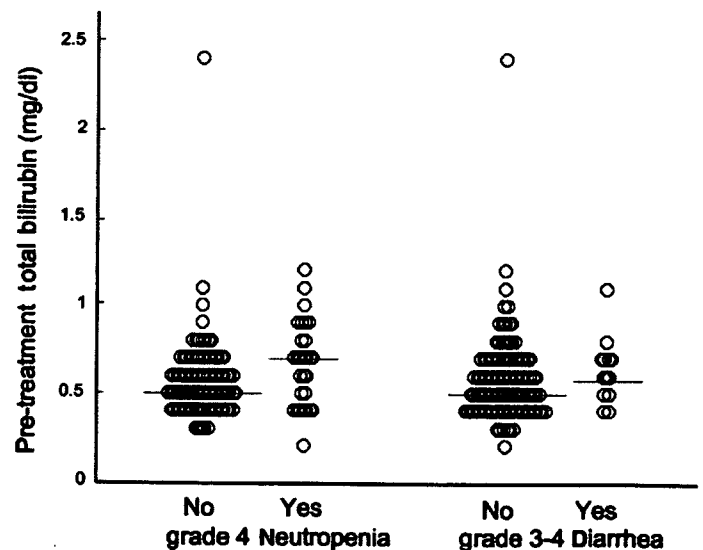 Pre-treatment total bilirubin (mg/dl)
2.5
2
1.5
1
0.5
0
No Yes No Yes
grade 4 Neutropenia grade 3-4 Diarrhea